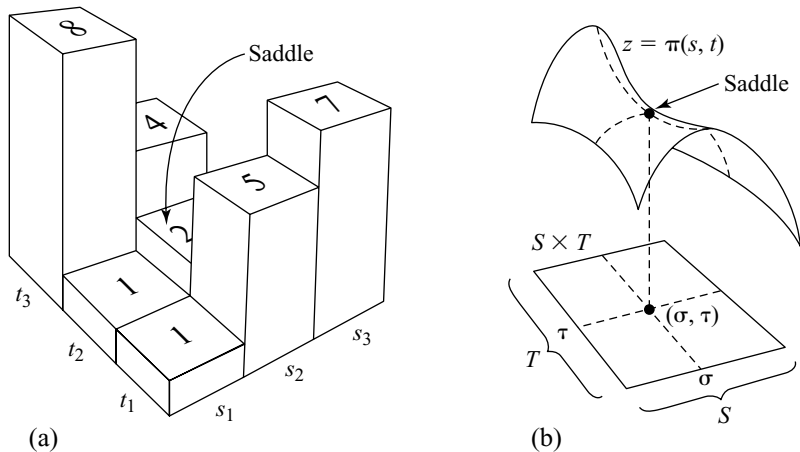 8
4
Saddle
7
5
2
1
1
t₃
t₂
t₁
s₁
s₂
s₃
(a)
z = π(s, t)
Saddle
S × T
(σ, τ)
τ
T
σ
S
(b)